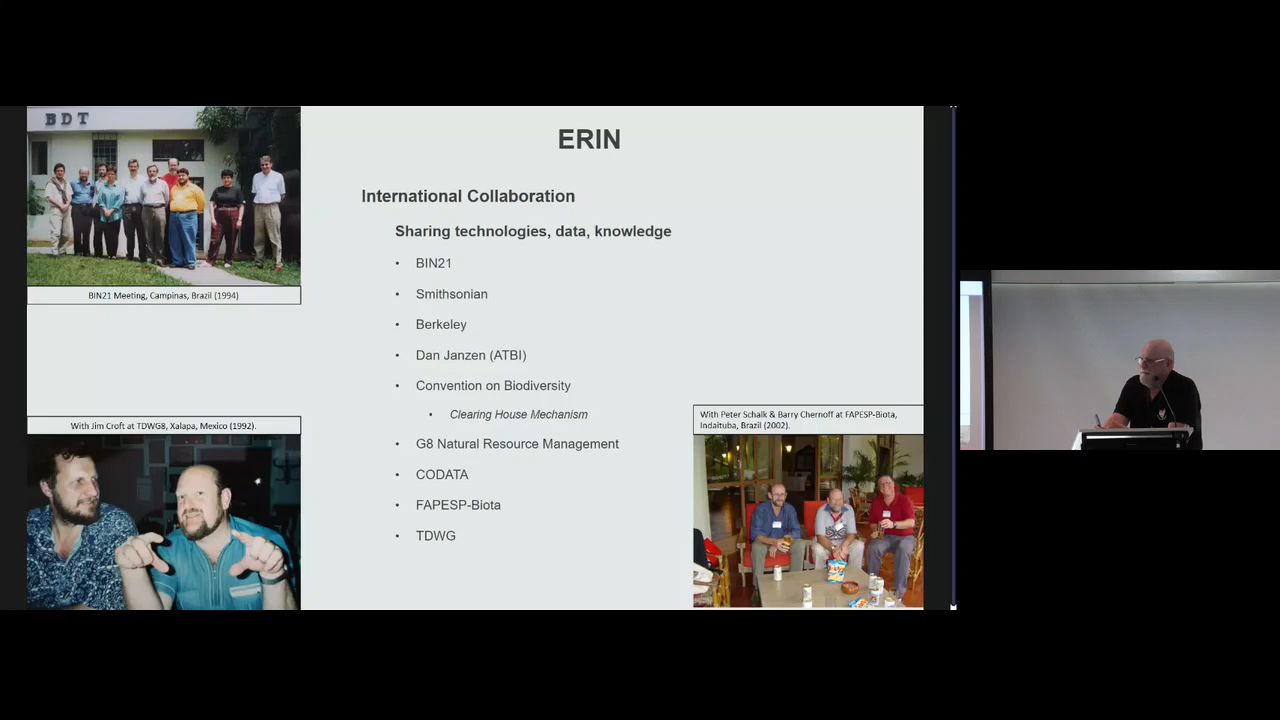 BDT
BIN21 Meeting, Campinas, Brazil (1994)
With Jim Croft at TDWG8, Xalapa, Mexico (1992).
ERIN
International Collaboration
Sharing technologies, data, knowledge
• BIN21
• Smithsonian
• Berkeley
• Dan Janzen (ATBI)
• Convention on Biodiversity
• Clearing House Mechanism
• G8 Natural Resource Management
• CODATA
• FAPESP-Biota
• TDWG
With Peter Schalk & Barry Chernoff at FAPESP-Biota,
Indaituba, Brazil (2002).